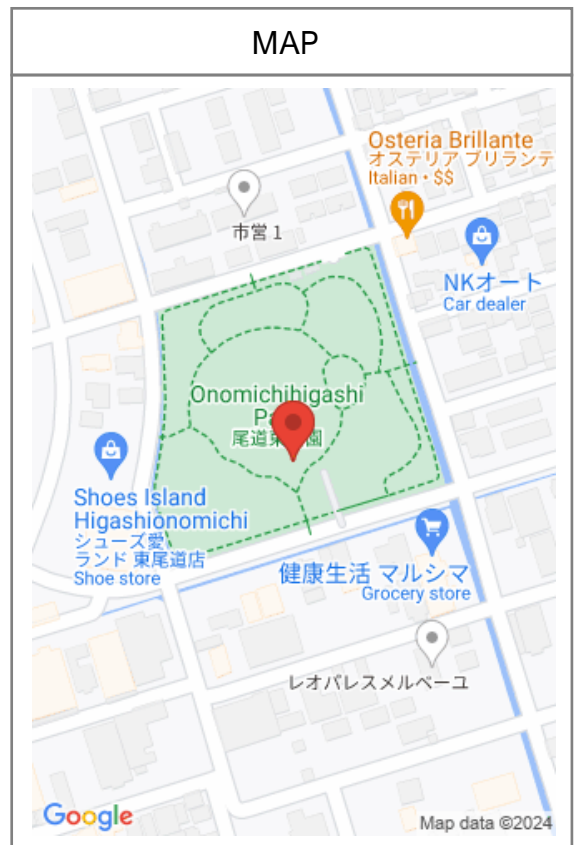 MAP
Osteria Brillante
オステリア ブリランテ
Italian • $$
市営 1
NKオート
Car dealer
Onomichihigashi
尾道東 園
Shoes Island
Higashionomichi
シューズ愛
ランド 東尾道店
Shoe store
健康生活 マルシマ
Grocery store
レオパレスメルベーユ
Google
Map data ©2024